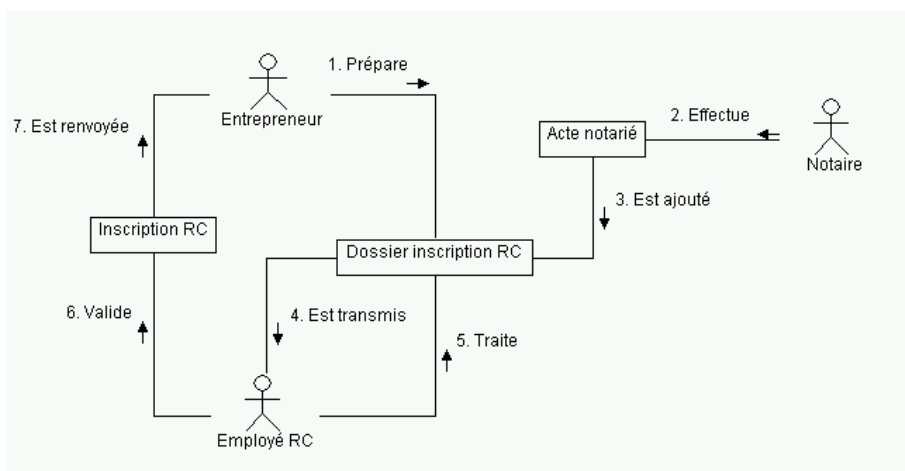 1. Prépare
Entrepreneur
7. Est renvoyée
Acte notarié
2. Effectue
Notaire
3. Est ajouté
Inscription RC
Dossier inscription RC
6. Valide
4. Est transmis
5. Traite
Employé RC